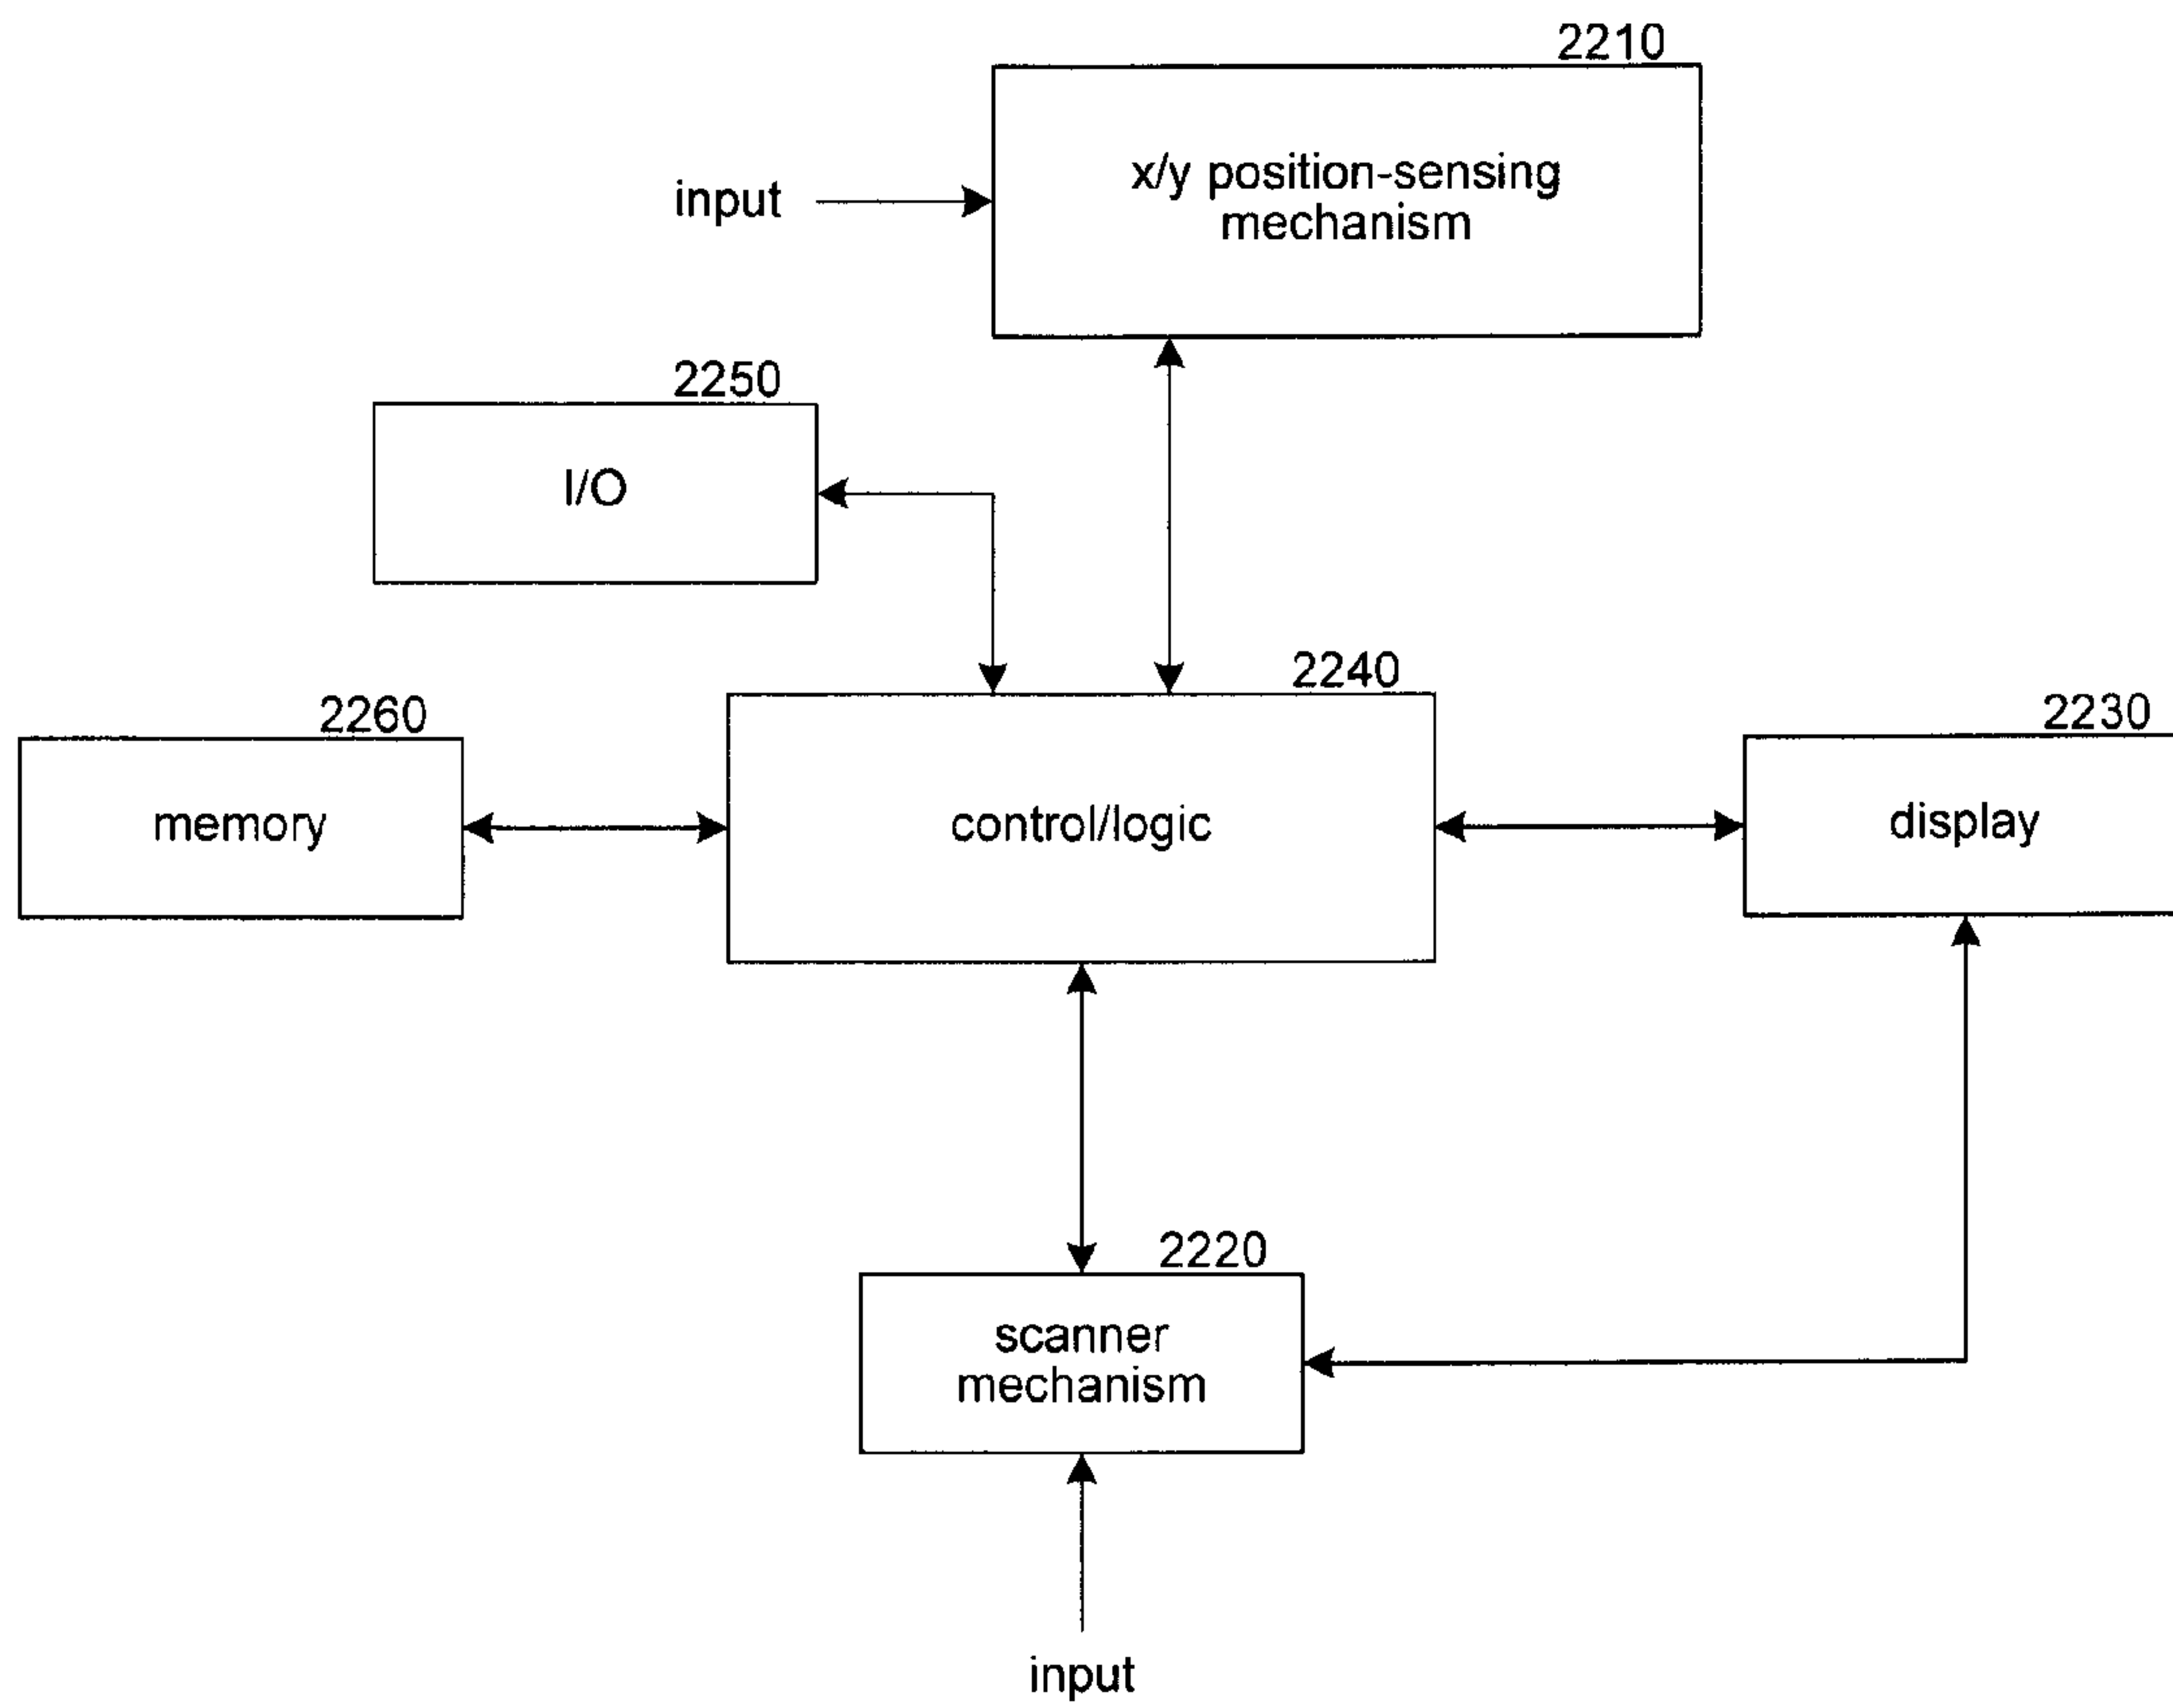 2210
x/y position-sensing
mechanism
input
2250
I/O
2240
2260
2230
memory
control/logic
display
2220
scanner
mechanism
input